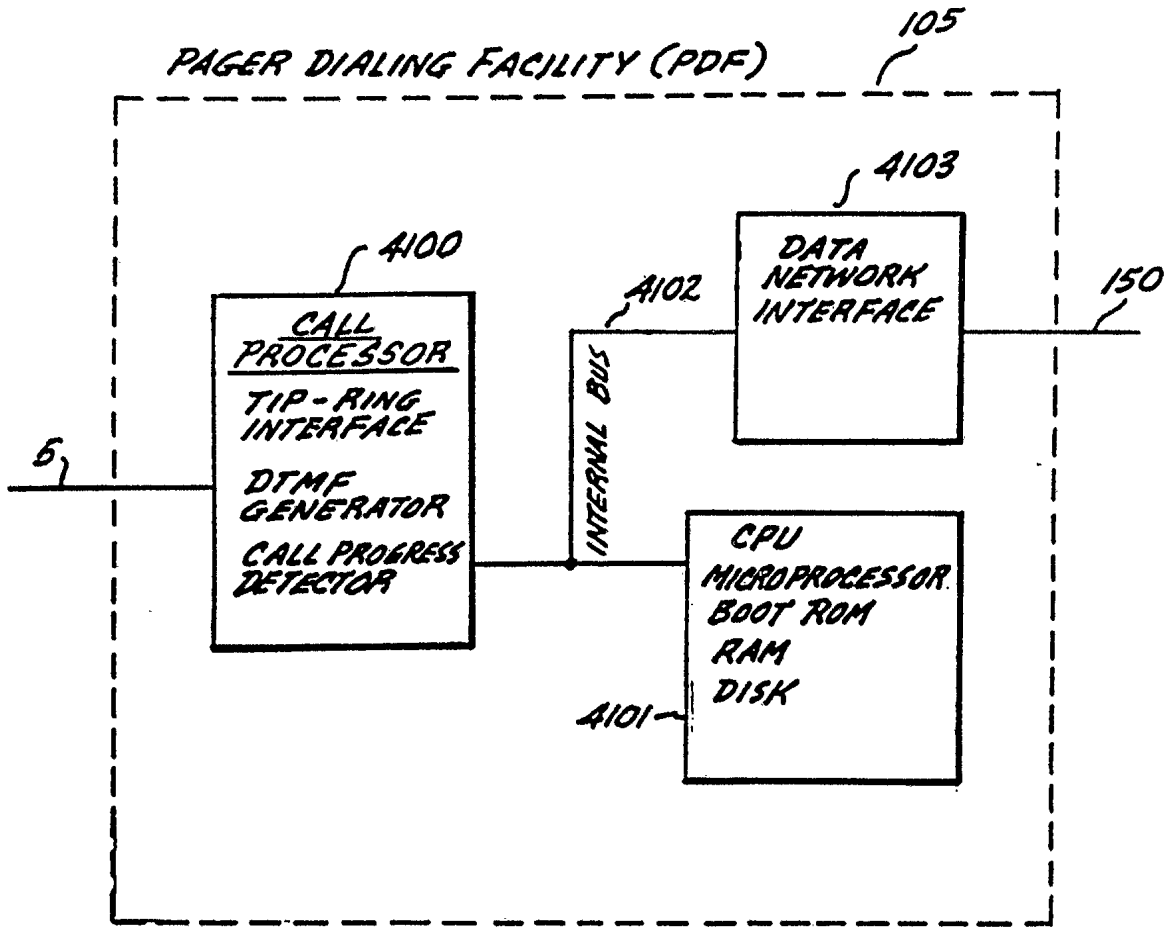 105
PAGER DIALING FACILITY (PDF)
4103
4100
DATA
NETWORK
INTERFACE
4102
150
CALL
PROCESSOR
TIP-RING
INTERFACE
DTMF
GENERATOR
CALL PROGRESS
DETECTOR
5
INTERNAL BUS
CPU
MICROPROCESSOR
BOOT ROM
RAM
DISK
4101